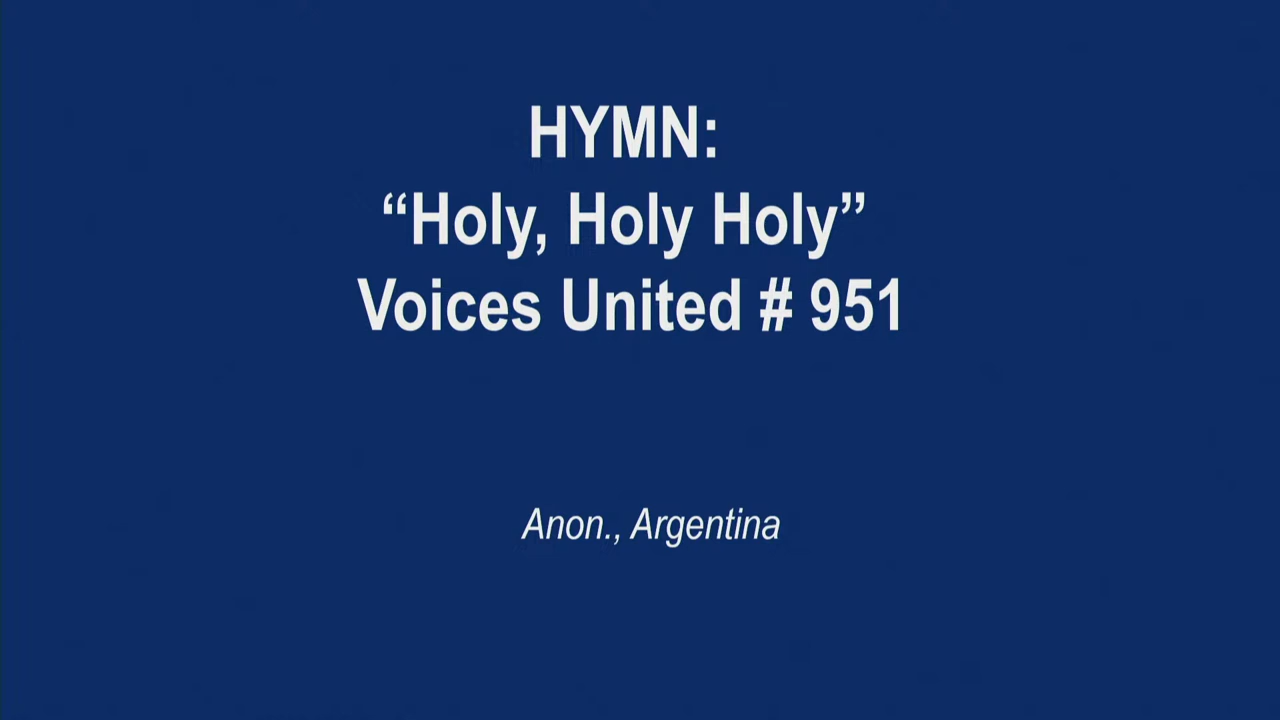 HYMN:
“Holy, Holy Holy”
Voices United # 951
Anon., Argentina